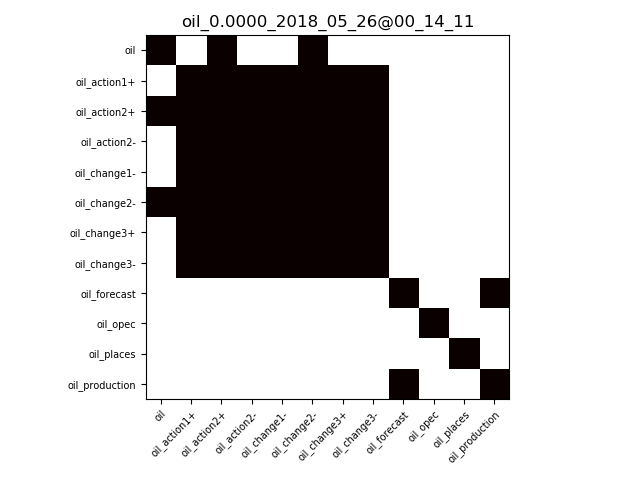 oil_0.0000_2018_05_26@00_14_11
oil
oil_action1+
oil_action2+
oil_action2-
oil_change1-
oil_change2-
oil_change3+
oil_change3-
oil_forecast
oil_opec
oil_places
oil_production
oil
oil_action1+
oil_action2+
oil_action2-
oil_change1-
oil_change2-
oil_change3+
oil_change3-
oil_forecast
oil_opec
oil_places
oil_production